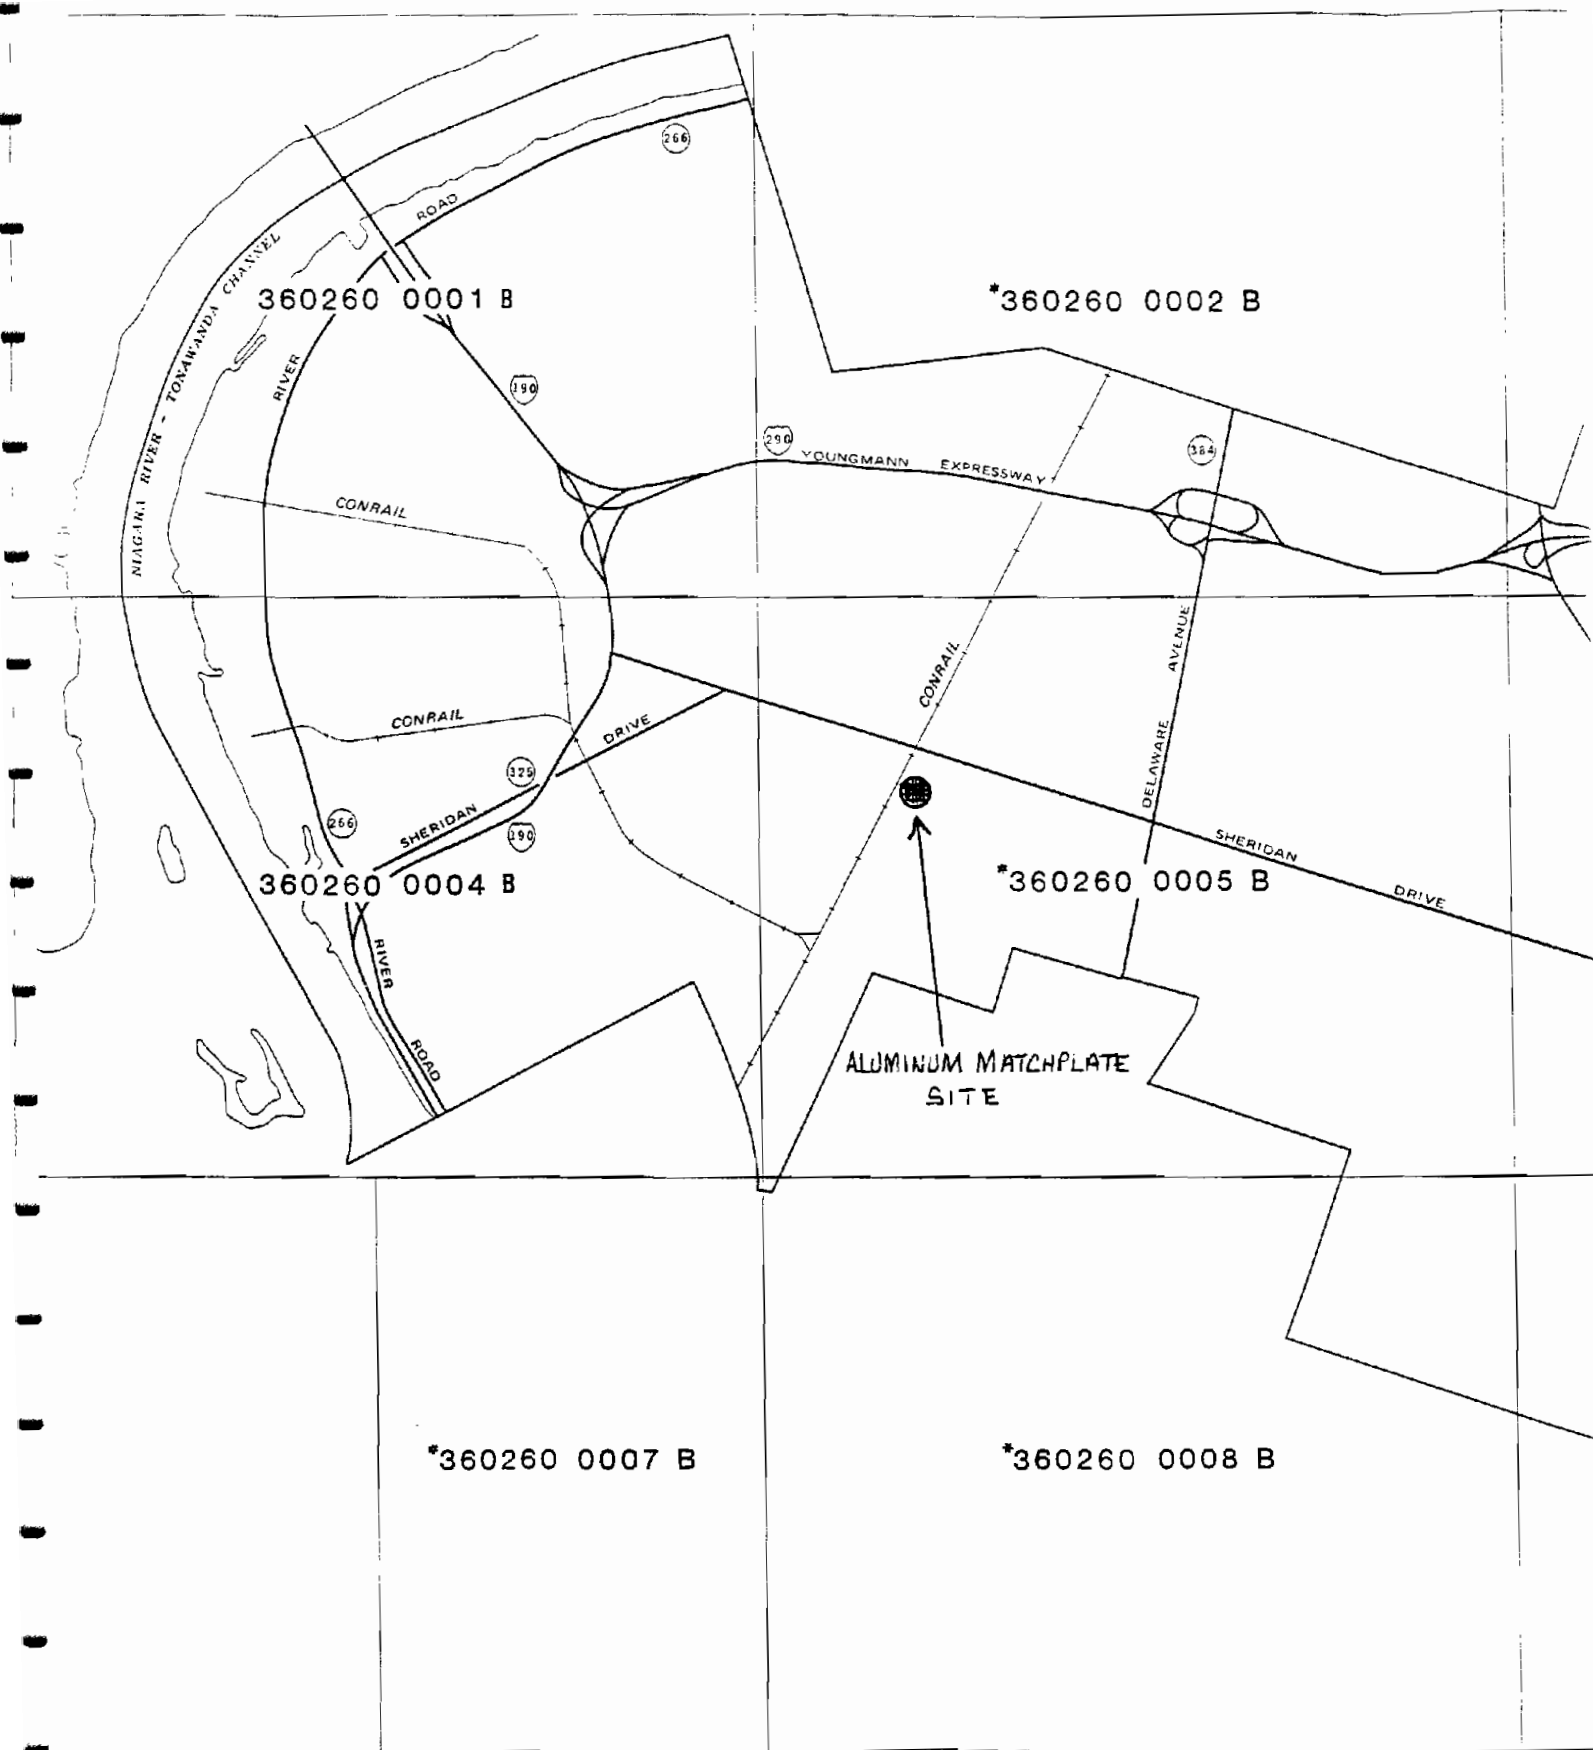 266
ROAD
NIAGARA RIVER - TONAWANDA CHANNEL
360260 0001 B
*360260 0002 B
RIVER
190
290
YOUNGMANN EXPRESSWAY
384
CONRAIL
CONRAIL
DELAWARE AVENUE
CONRAIL
DRIVE
325
SHERIDAN
266
190
SHERIDAN
DRIVE
360260 0004 B
*360260 0005 B
RIVER
ROAD
ALUMINUM MATCHPLATE
SITE
*360260 0007 B
*360260 0008 B